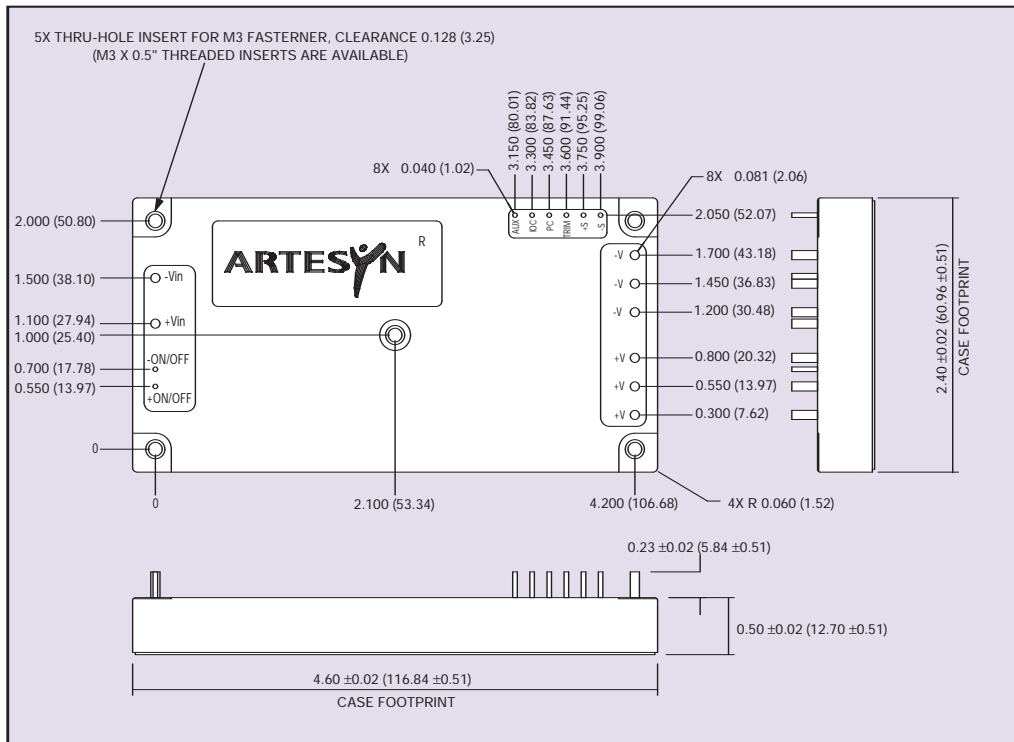 5X THRU-HOLE INSERT FOR M3 FASTERNER, CLEARANCE 0.128 (3.25)
(M3 X 0.5" THREADED INSERTS ARE AVAILABLE)
3.150 (80.01)
3.300 (83.82)
3.450 (87.63)
3.600 (91.44)
3.750 (95.25)
3.900 (99.06)
8X 0.040 (1.02)
8X 0.081 (2.06)
AUX
IOC
PC
TRIM
+S
-S
2.000 (50.80)
2.050 (52.07)
ARTESYN R
-V 1.700 (43.18)
1.500 (38.10) -Vin
-V 1.450 (36.83)
-V 1.200 (30.48)
1.100 (27.94) +Vin
1.000 (25.40)
-ON/OFF
+V 0.800 (20.32)
0.700 (17.78)
0.550 (13.97)
+ON/OFF
+V 0.550 (13.97)
+V 0.300 (7.62)
2.40 ±0.02 (60.96 ±0.51)
CASE FOOTPRINT
0
0
2.100 (53.34)
4.200 (106.68)
4X R 0.060 (1.52)
0.23 ±0.02 (5.84 ±0.51)
0.50 ±0.02 (12.70 ±0.51)
4.60 ±0.02 (116.84 ±0.51)
CASE FOOTPRINT